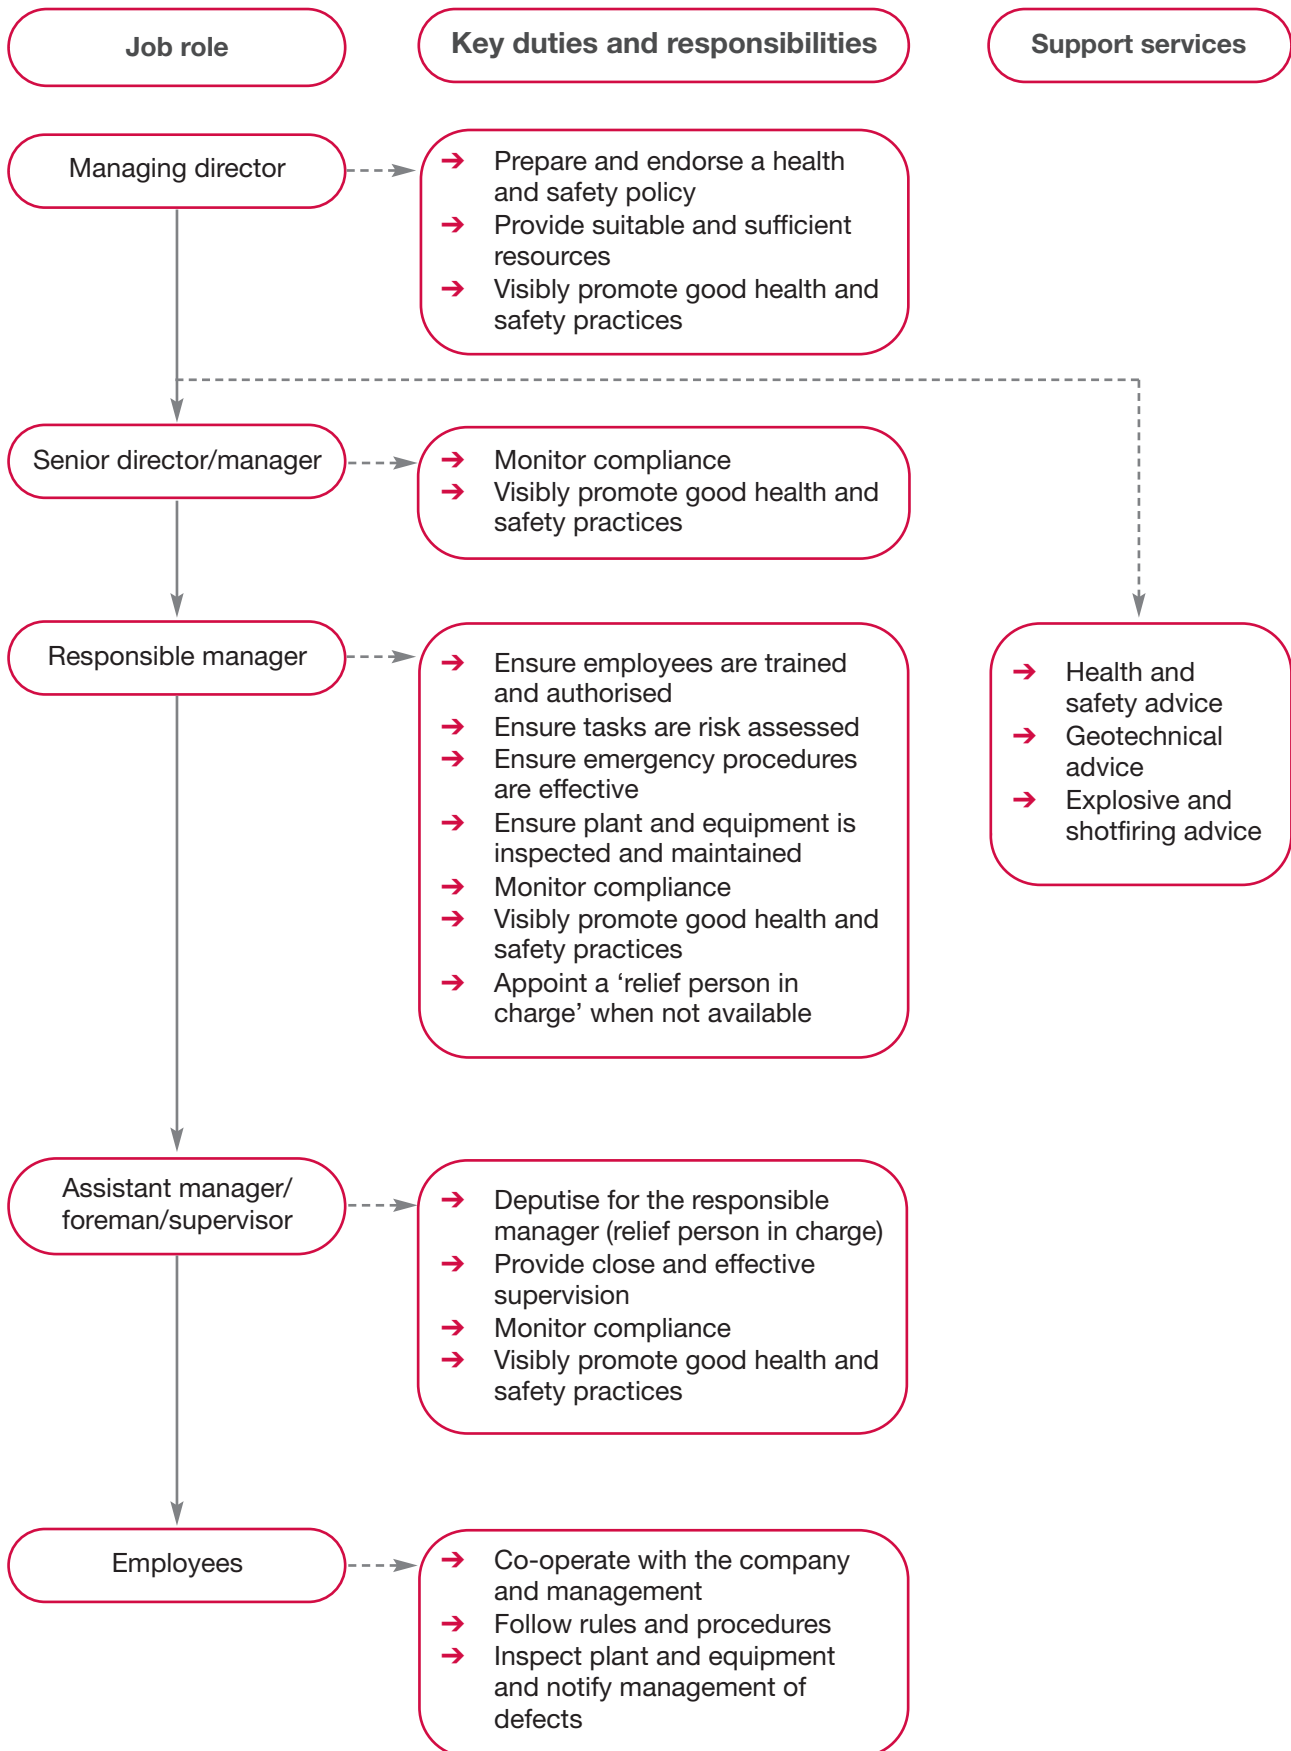 Job role
Key duties and responsibilities
Support services
Managing director
➔ Prepare and endorse a health
and safety policy
➔ Provide suitable and sufficient
resources
➔ Visibly promote good health and
safety practices
Senior director/manager
➔ Monitor compliance
➔ Visibly promote good health and
safety practices
Responsible manager
➔ Ensure employees are trained
and authorised
➔ Ensure tasks are risk assessed
➔ Ensure emergency procedures
are effective
➔ Ensure plant and equipment is
inspected and maintained
➔ Monitor compliance
➔ Visibly promote good health and
safety practices
➔ Appoint a ‘relief person in
charge’ when not available
➔ Health and
safety advice
➔ Geotechnical
advice
➔ Explosive and
shotfiring advice
Assistant manager/
foreman/supervisor
➔ Deputise for the responsible
manager (relief person in charge)
➔ Provide close and effective
supervision
➔ Monitor compliance
➔ Visibly promote good health and
safety practices
Employees
➔ Co-operate with the company
and management
➔ Follow rules and procedures
➔ Inspect plant and equipment
and notify management of
defects